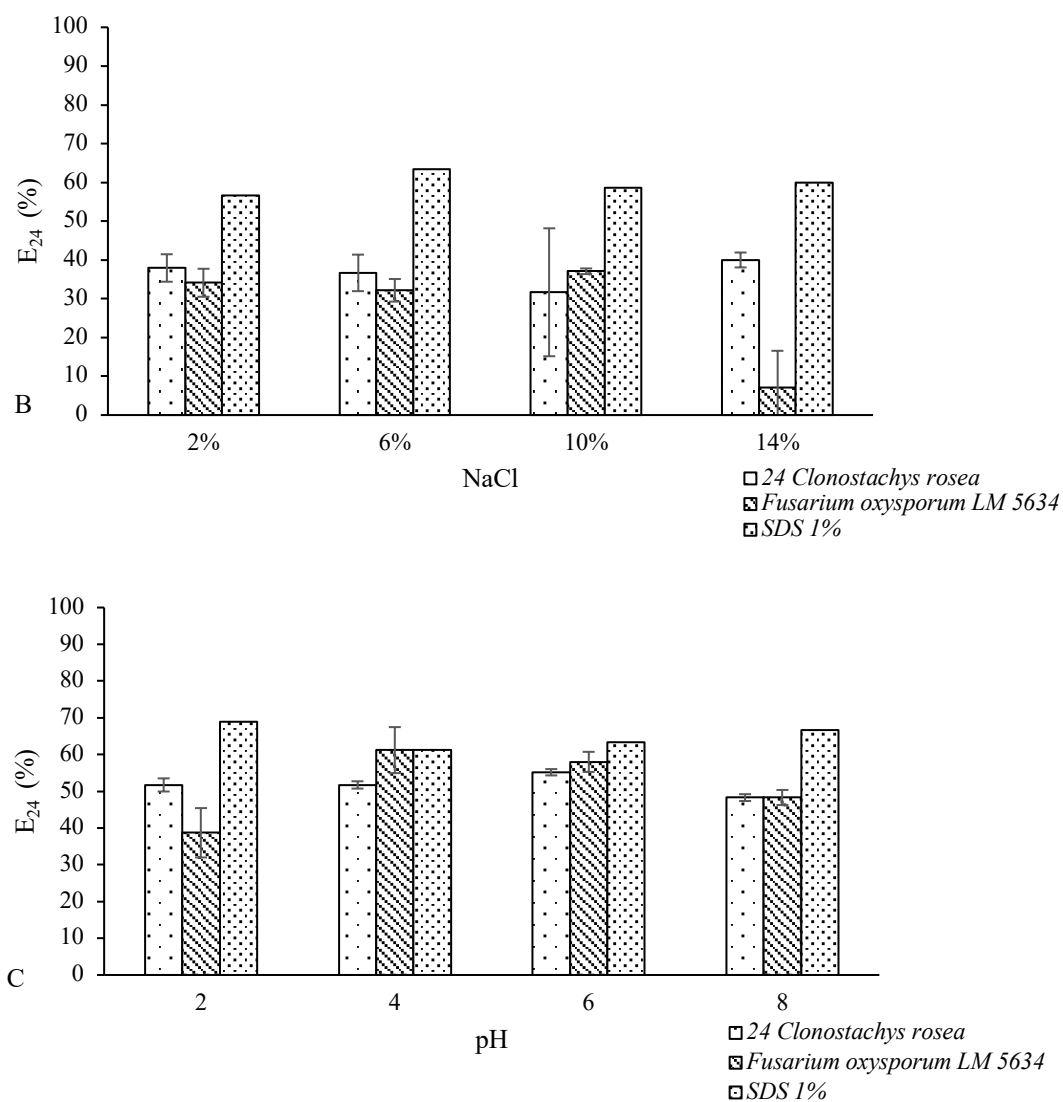 100
90
80
70
60
50
40
30
20
10
0
E24 (%)
B
2% 6% 10% 14%
NaCl
24 Clonostachys rosea
Fusarium oxysporum LM 5634
SDS 1%
100
90
80
70
60
50
40
30
20
10
0
E24 (%)
C
2 4 6 8
pH
24 Clonostachys rosea
Fusarium oxysporum LM 5634
SDS 1%